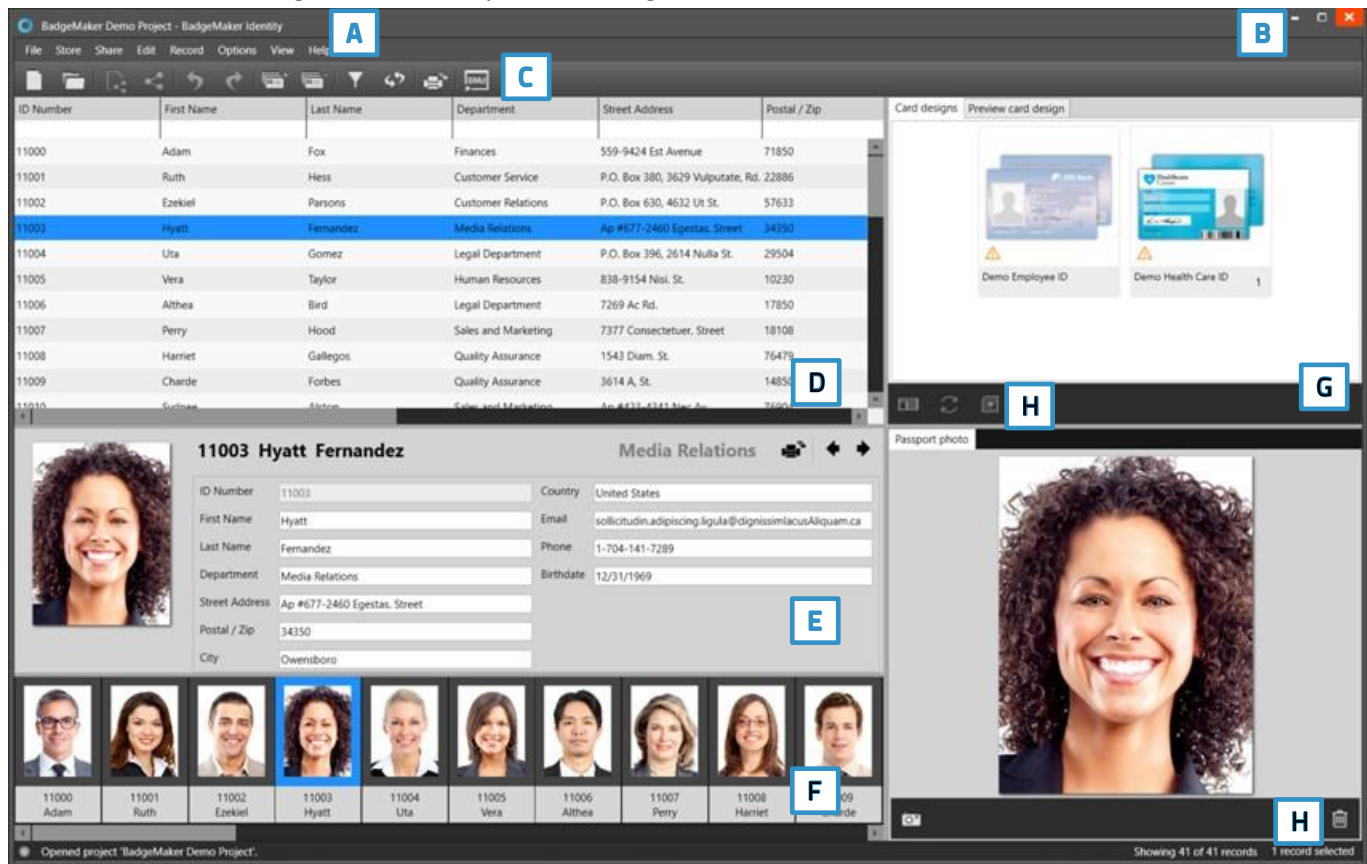 BadgeMaker Demo Project - BadgeMaker Identity
A
B
File Store Share Edit Record Options View Help
C
ID Number First Name Last Name Department Street Address Postal / Zip
Card designs Preview card design
11000 Adam Fox Finances 559-9424 Est Avenue 71850
11001 Ruth Hess Customer Service P.O. Box 380, 3629 Vulputate, Rd. 22886
11002 Ezekiel Parsons Customer Relations P.O. Box 630, 4632 Ut St. 57633
11003 Hyatt Fernandez Media Relations Ap #677-2460 Egestas. Street 34350
11004 Uta Gomez Legal Department P.O. Box 396, 2614 Nulla St. 29504
11005 Vera Taylor Human Resources 838-9154 Nisi. St. 10230
11006 Althea Bird Legal Department 7269 Ac Rd. 17850
11007 Perry Hood Sales and Marketing 7377 Consectetuer, Street 18108
11008 Harriet Gallegos Quality Assurance 1543 Diam. St. 76479
11009 Charde Forbes Quality Assurance 3614 A, St. 14850
D
Demo Employee ID
Demo Health Care ID 1
G
H
11003 Hyatt Fernandez Media Relations
ID Number 11003
First Name Hyatt
Last Name Fernandez
Department Media Relations
Street Address Ap #677-2460 Egestas. Street
Postal / Zip 34350
City Owensboro
Country United States
Email sollicitudin.adipiscing.ligula@dignissimlacusAliquam.ca
Phone 1-704-141-7289
Birthdate 12/31/1969
E
Passport photo
11000 11001 11002 11003 11004 11005 11006 11007 11008 09
Adam Ruth Ezekiel Hyatt Uta Vera Althea Perry Harriet
F
H
Opened project 'BadgeMaker Demo Project'.
Showing 41 of 41 records 1 record selected